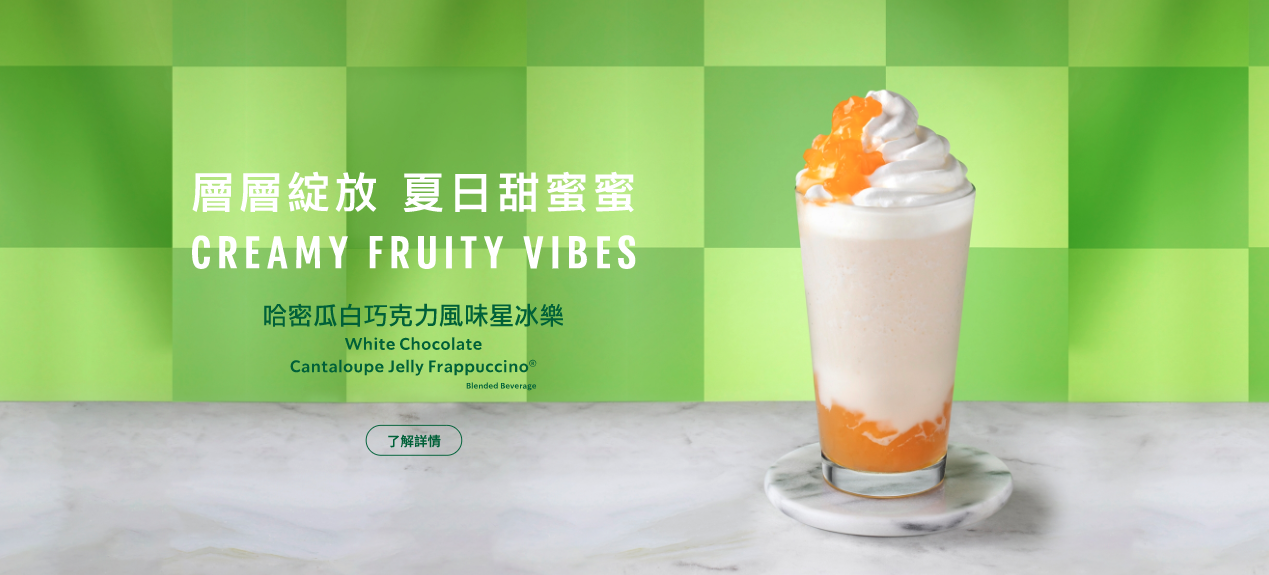 層層綻放 夏日甜蜜蜜
CREAMY FRUITY VIBES
哈密瓜白巧克力風味星冰樂
White Chocolate
Cantaloupe Jelly Frappuccino®
Blended Beverage
了解詳情